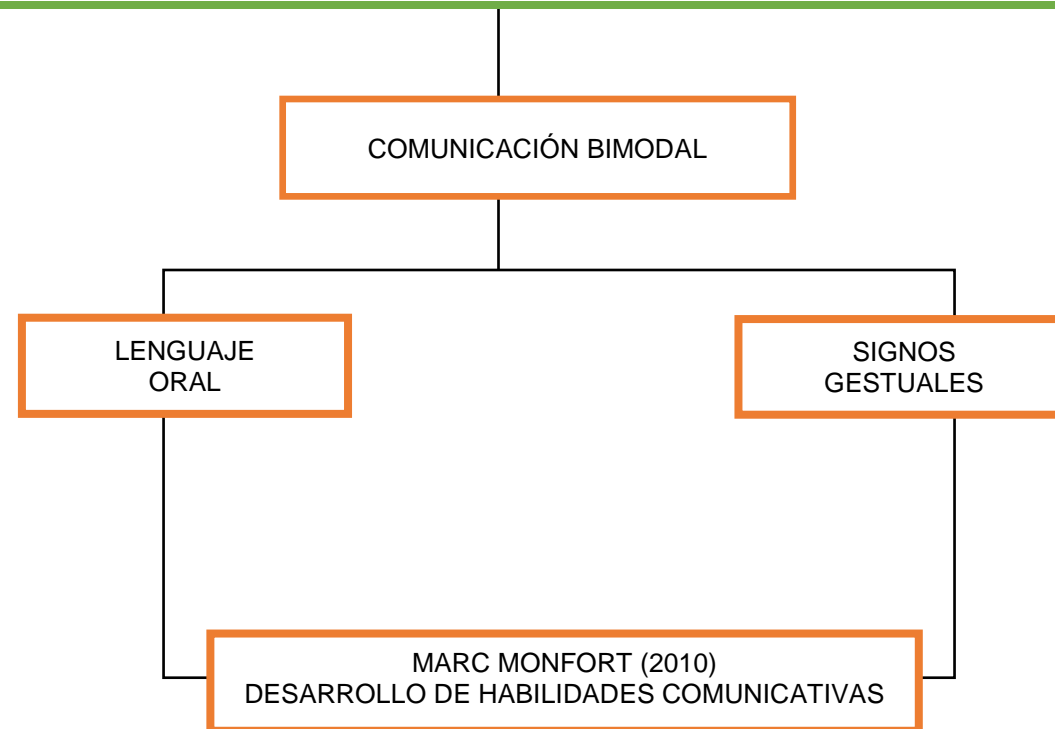 COMUNICACIÓN BIMODAL
LENGUAJE
ORAL
SIGNOS
GESTUALES
MARC MONFORT (2010)
DESARROLLO DE HABILIDADES COMUNICATIVAS